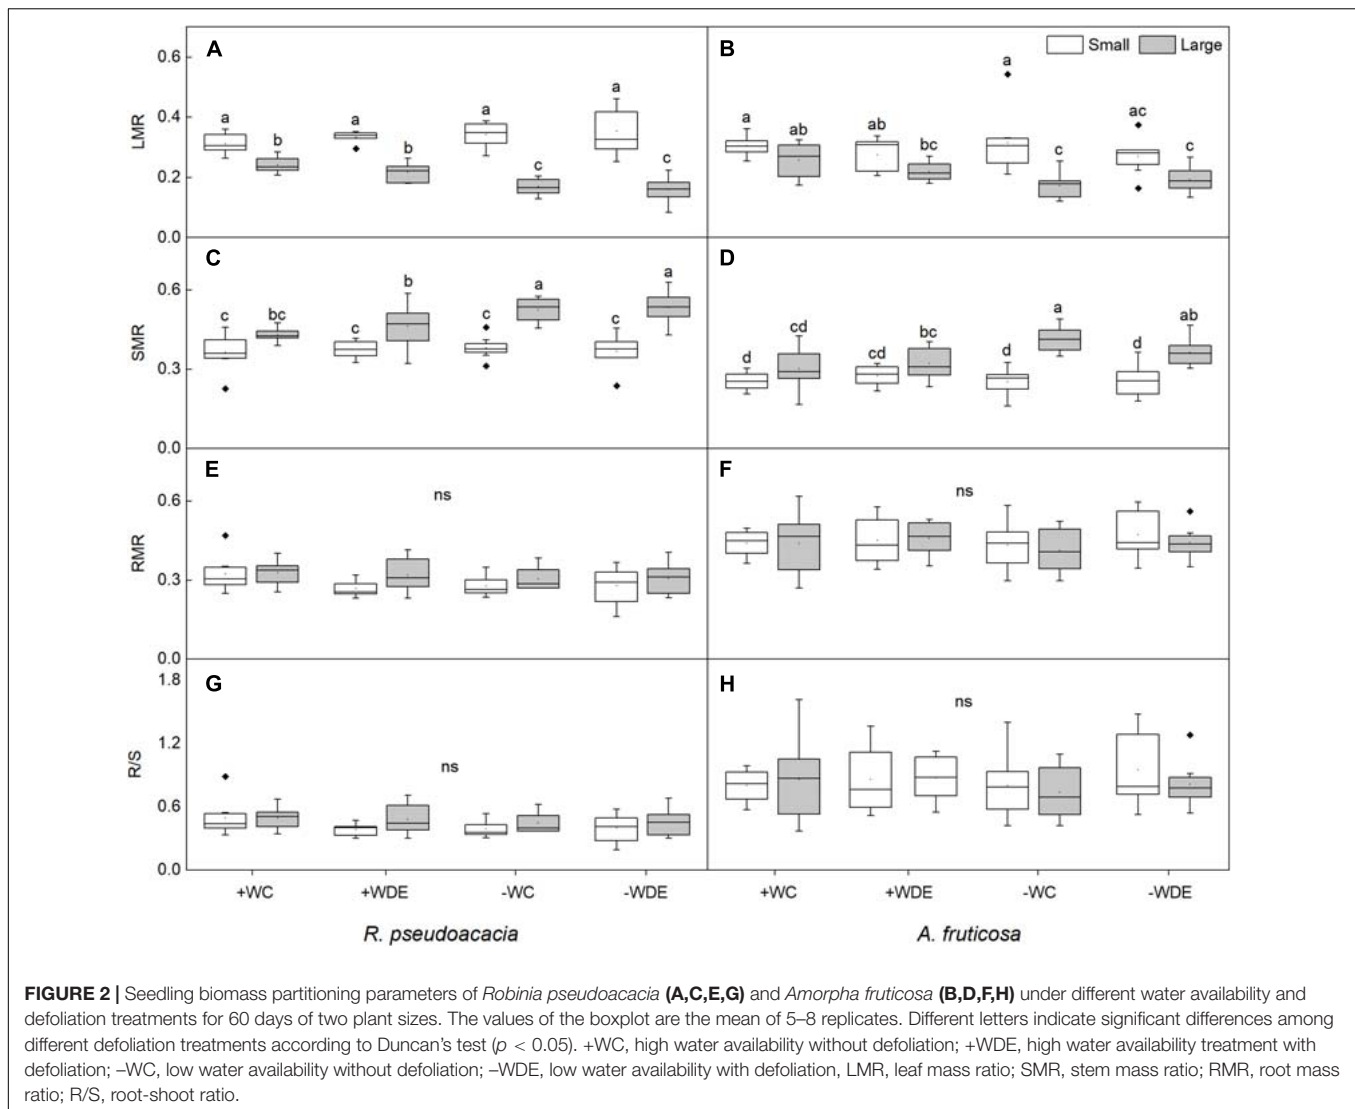 A
B
Small
Large
LMR
0.6
0.4
0.2
0.0
a
b
a
b
a
c
a
c
a
ab
ab
bc
a
c
ac
c
C
D
SMR
0.6
0.3
0.0
c
bc
c
b
c
a
c
a
d
cd
cd
bc
d
a
d
ab
E
F
RMR
0.6
0.3
0.0
ns
ns
G
H
R/S
1.8
1.2
0.6
0.0
ns
ns
+WC
+WDE
-WC
-WDE
+WC
+WDE
-WC
-WDE
R. pseudoacacia
A. fruticosa
FIGURE 2 | Seedling biomass partitioning parameters of Robinia pseudoacacia (A,C,E,G) and Amorpha fruticosa (B,D,F,H) under different water availability and
defoliation treatments for 60 days of two plant sizes. The values of the boxplot are the mean of 5–8 replicates. Different letters indicate significant differences among
different defoliation treatments according to Duncan's test (p < 0.05). +WC, high water availability without defoliation; +WDE, high water availability treatment with
defoliation; –WC, low water availability without defoliation; –WDE, low water availability with defoliation, LMR, leaf mass ratio; SMR, stem mass ratio; RMR, root mass
ratio; R/S, root-shoot ratio.